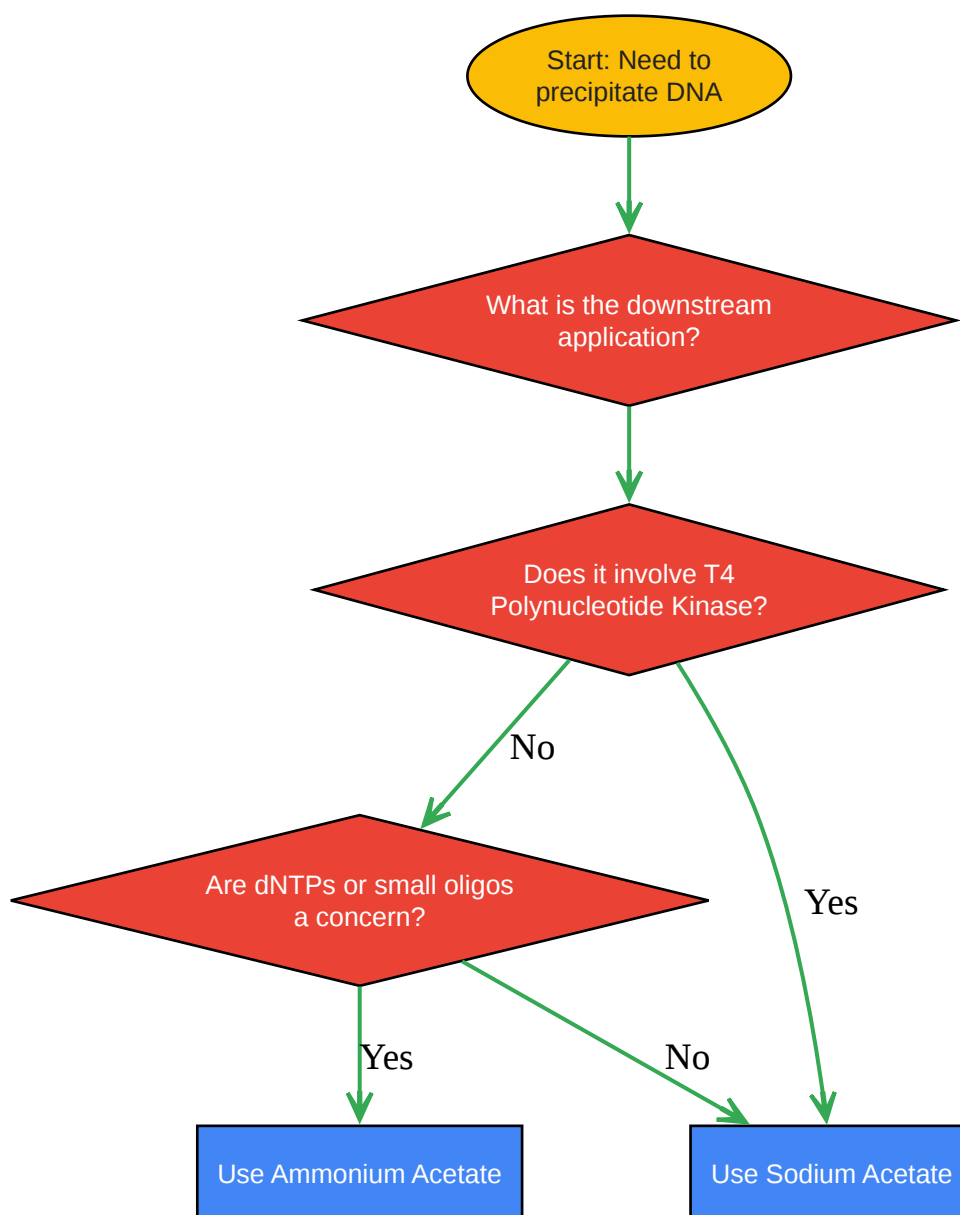 Start: Need to
precipitate DNA
What is the downstream
application?
Does it involve T4
Polynucleotide Kinase?
No
Are dNTPs or small oligos
a concern?
Yes
Yes
No
Use Ammonium Acetate
Use Sodium Acetate